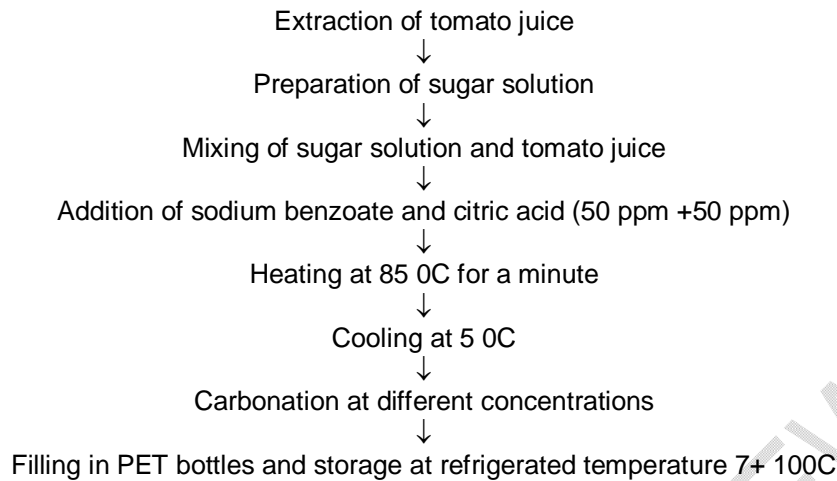 Extraction of tomato juice
↓
Preparation of sugar solution
↓
Mixing of sugar solution and tomato juice
↓
Addition of sodium benzoate and citric acid (50 ppm +50 ppm)
↓
Heating at 85 0C for a minute
↓
Cooling at 5 0C
↓
Carbonation at different concentrations
↓
Filling in PET bottles and storage at refrigerated temperature 7+ 100C